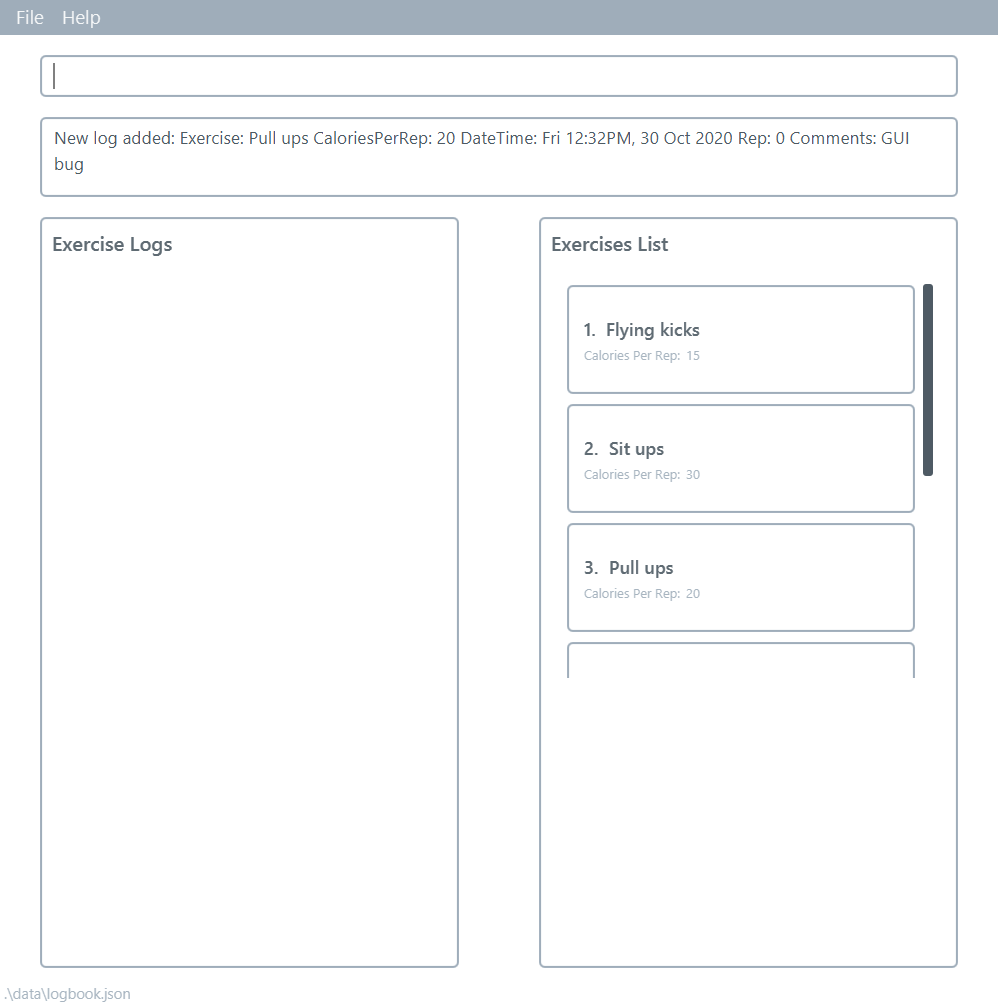 File Help
New log added: Exercise: Pull ups CaloriesPerRep: 20 DateTime: Fri 12:32PM, 30 Oct 2020 Rep: 0 Comments: GUI
bug
Exercise Logs
Exercises List
1. Flying kicks
Calories Per Rep: 15
2. Sit ups
Calories Per Rep: 30
3. Pull ups
Calories Per Rep: 20
.\data\logbook.json